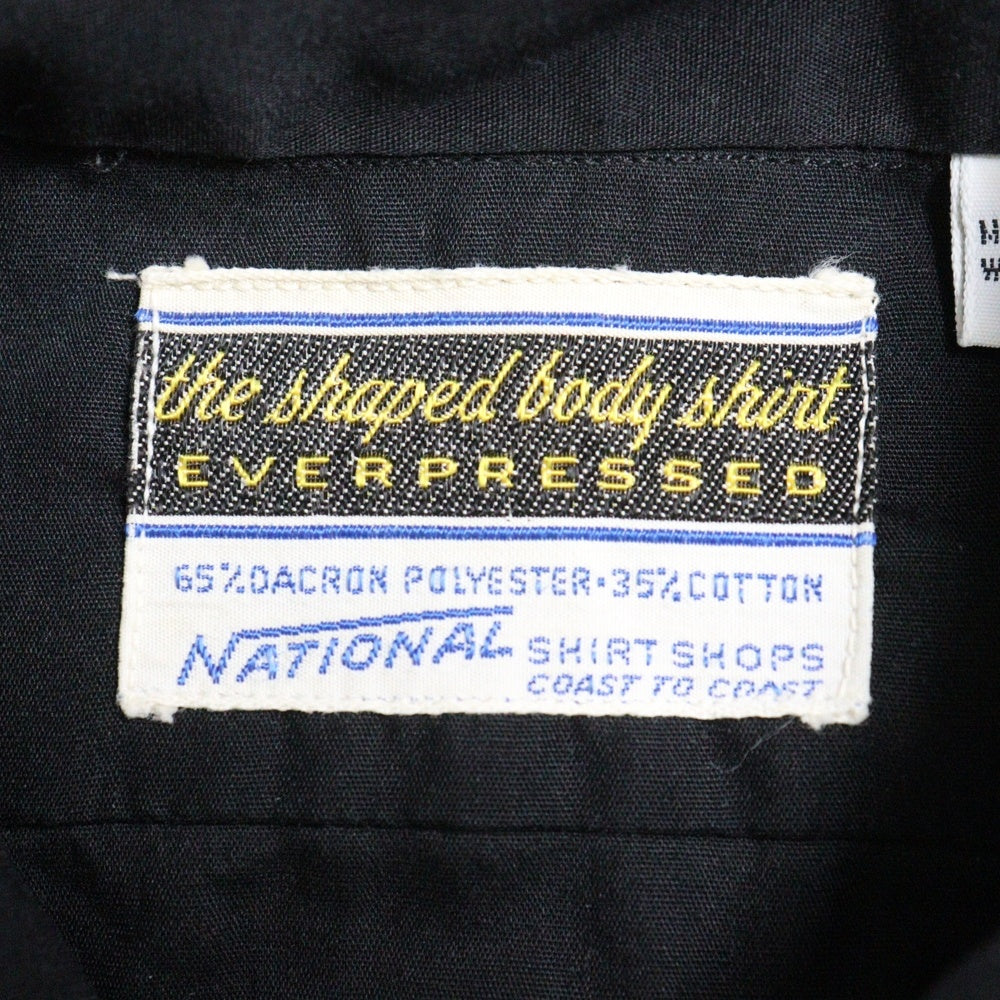 the shaped body shirt
EVERPRESSED
65% DACRON POLYESTER·35% COTTON
NATIONAL SHIRT SHOPS
COAST TO COAST